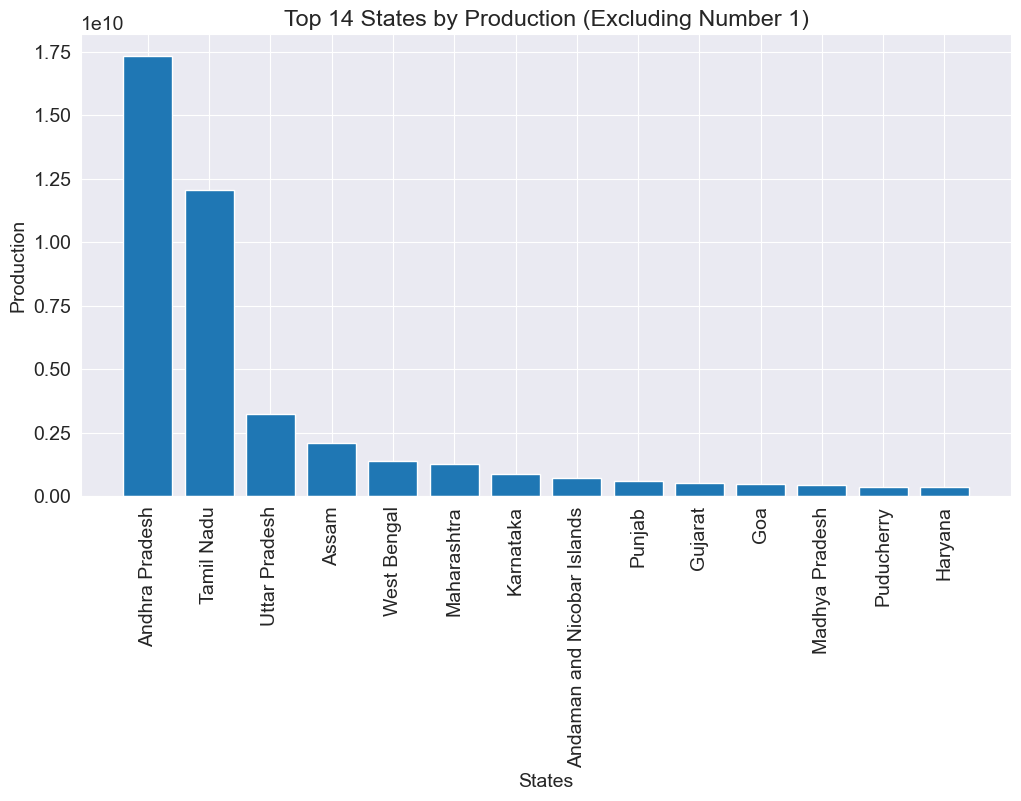 Top 14 States by Production (Excluding Number 1)
1e10
1.75
1.50
1.25
1.00
0.75
0.50
0.25
0.00
Production
Andhra Pradesh
Tamil Nadu
Uttar Pradesh
Assam
West Bengal
Maharashtra
Karnataka
Andaman and Nicobar Islands
Punjab
Gujarat
Goa
Madhya Pradesh
Puducherry
Haryana
States